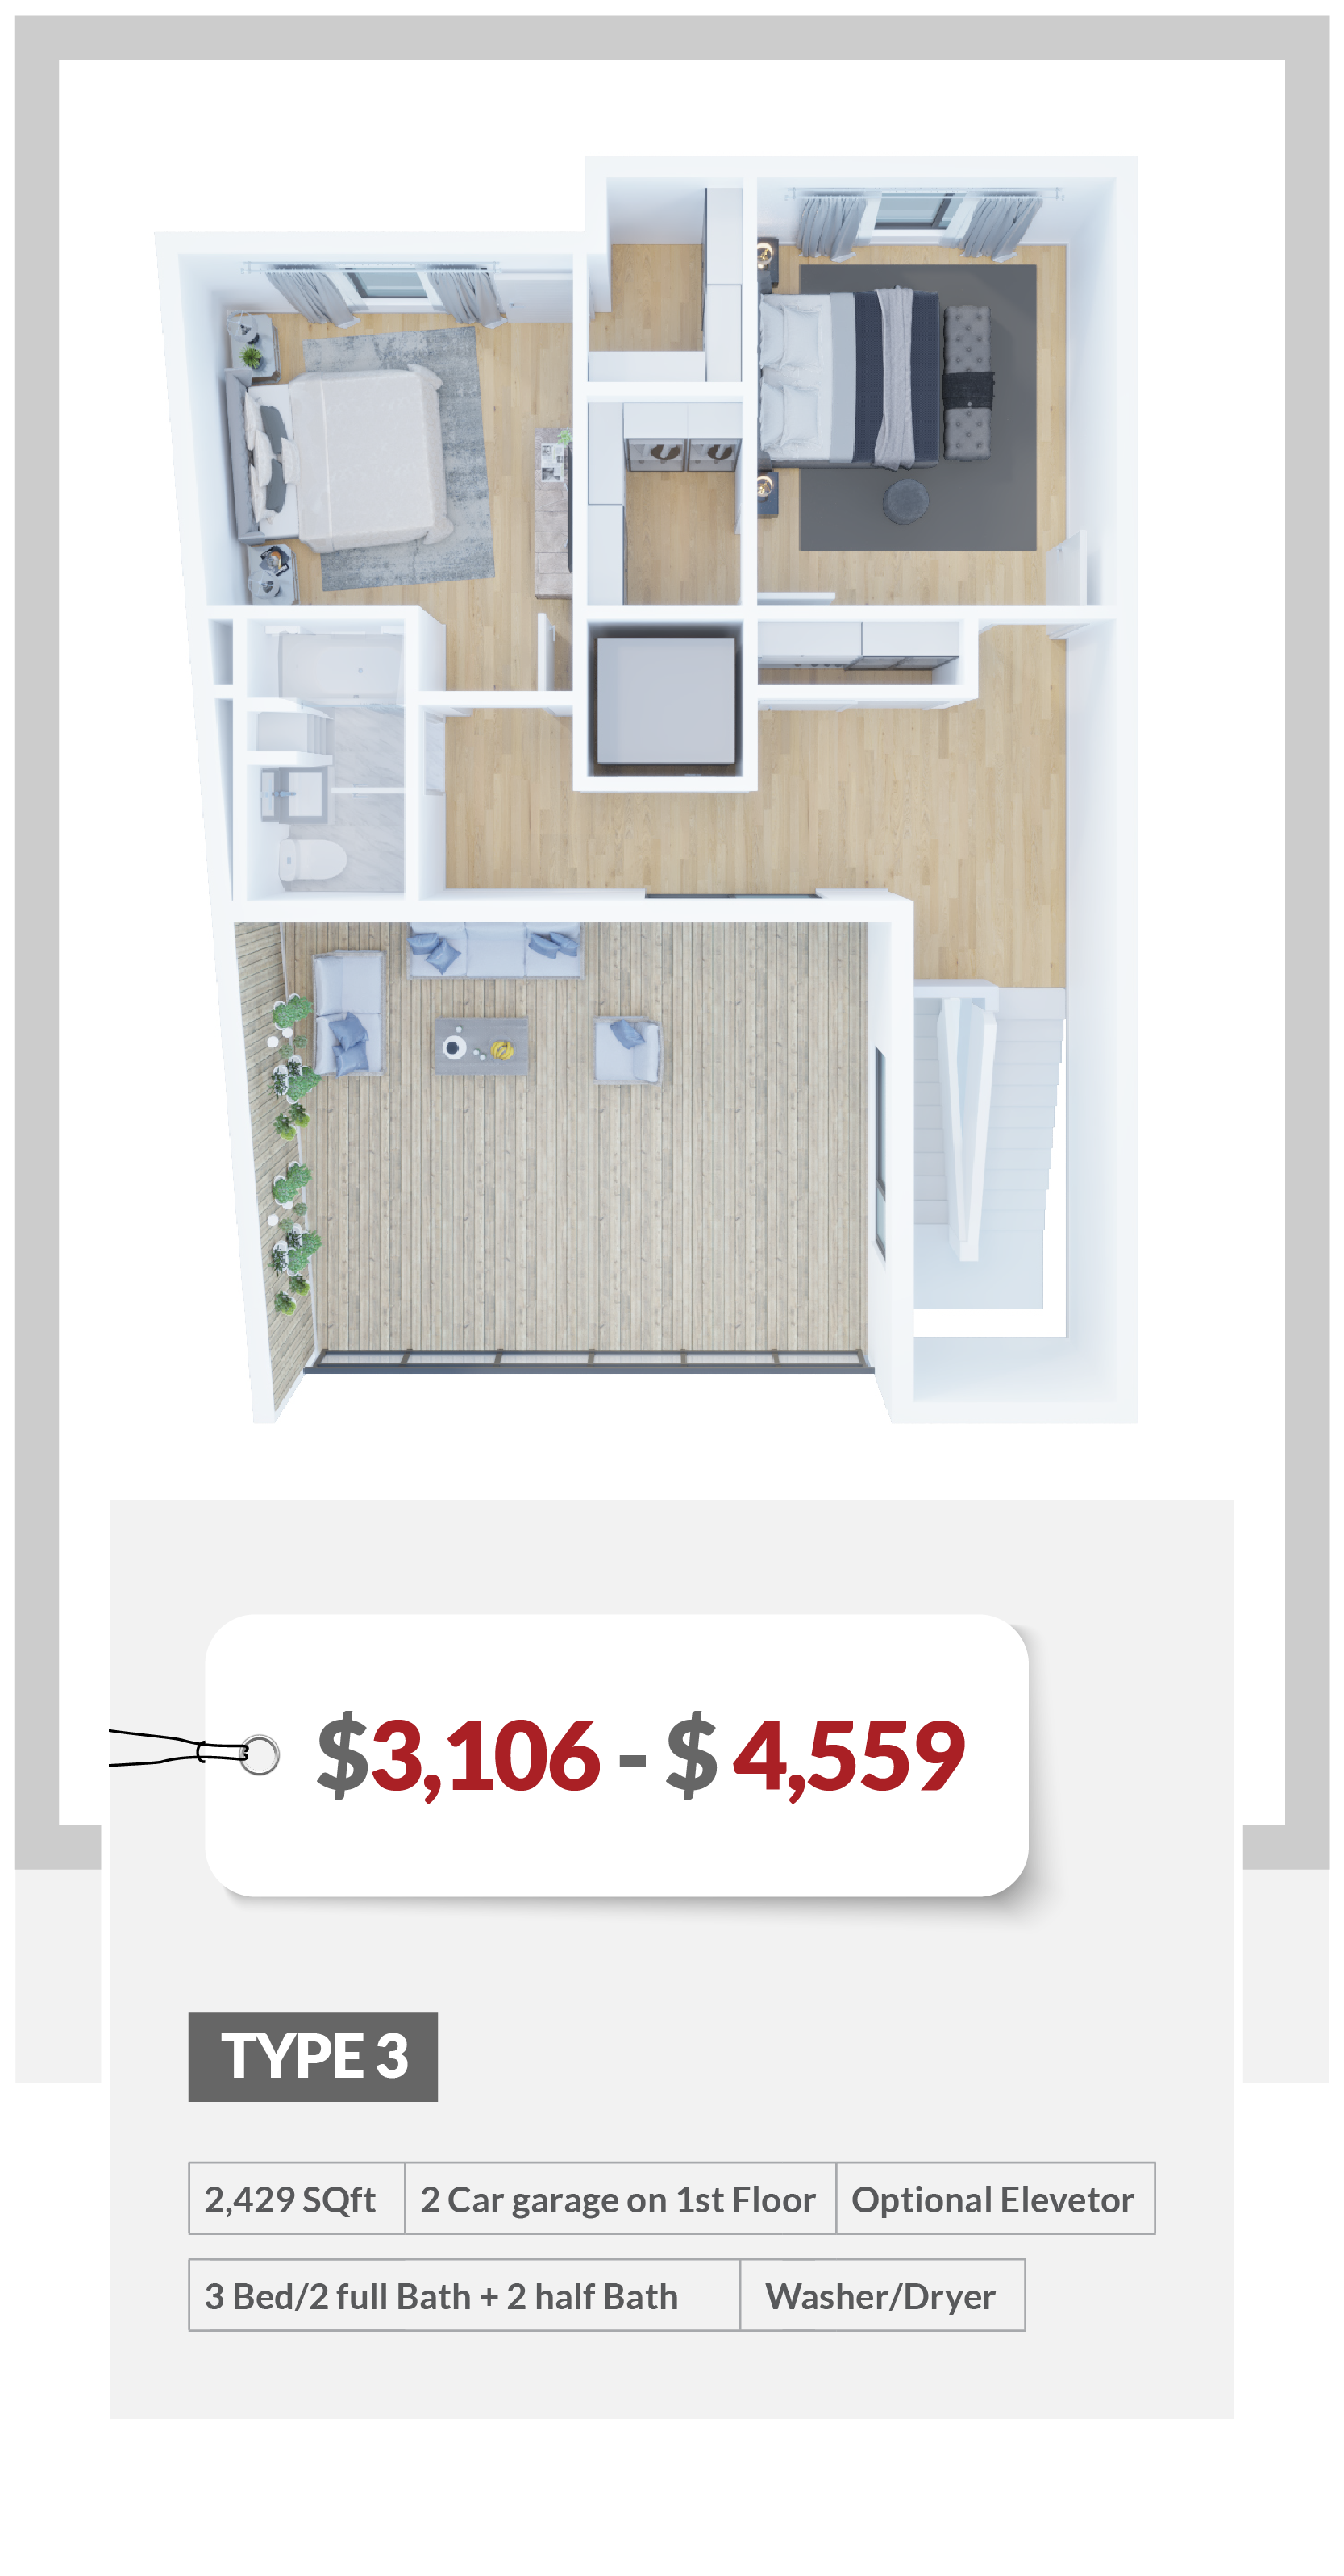 $3,106 - $ 4,559
TYPE 3
2,429 SQft 2 Car garage on 1st Floor Optional Elevetor
3 Bed/2 full Bath + 2 half Bath Washer/Dryer